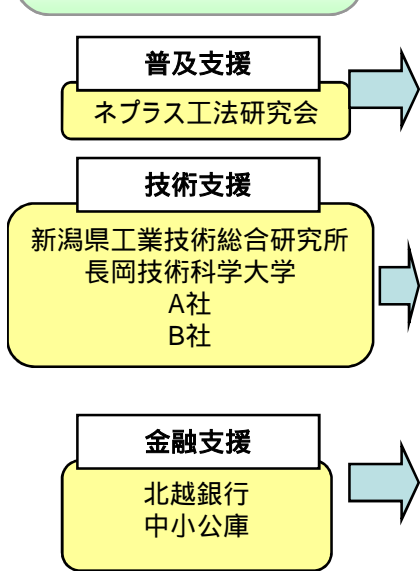 普及支援
ネプラス工法研究会
技術支援
新潟県工業技術総合研究所
長岡技術科学大学
A社
B社
金融支援
北越銀行
中小公庫